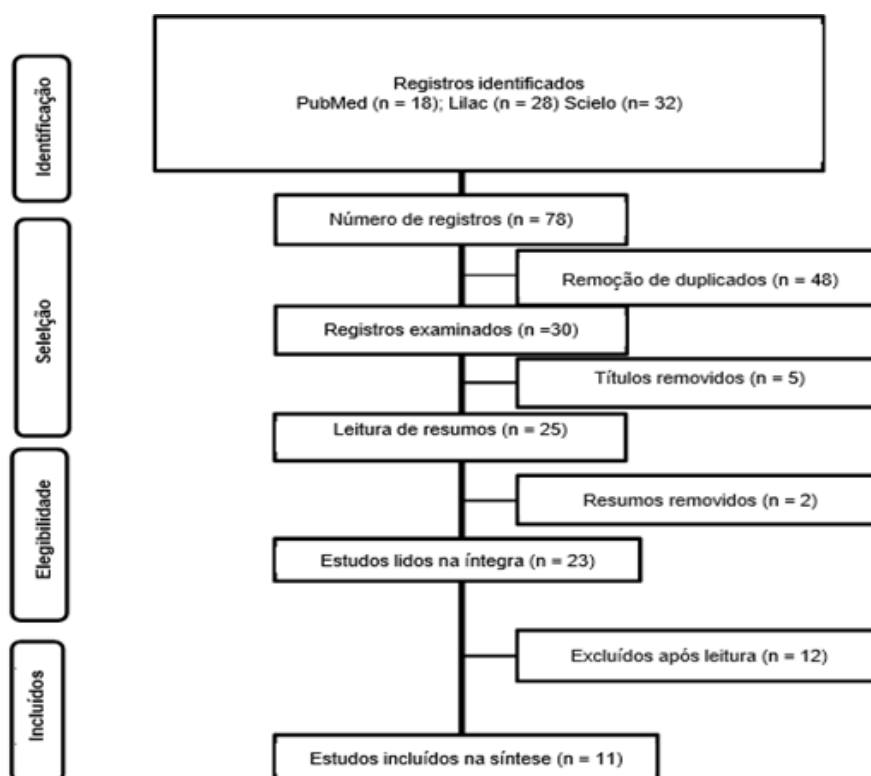 Identificação
Registros identificados
PubMed (n = 18); Lilac (n = 28) Scielo (n= 32)
Selelção
Número de registros (n = 78)
Remoção de duplicados (n = 48)
Registros examinados (n =30)
Títulos removidos (n = 5)
Leitura de resumos (n = 25)
Elegibilidade
Resumos removidos (n = 2)
Estudos lidos na íntegra (n = 23)
Incluídos
Excluídos após leitura (n = 12)
Estudos incluídos na síntese (n = 11)